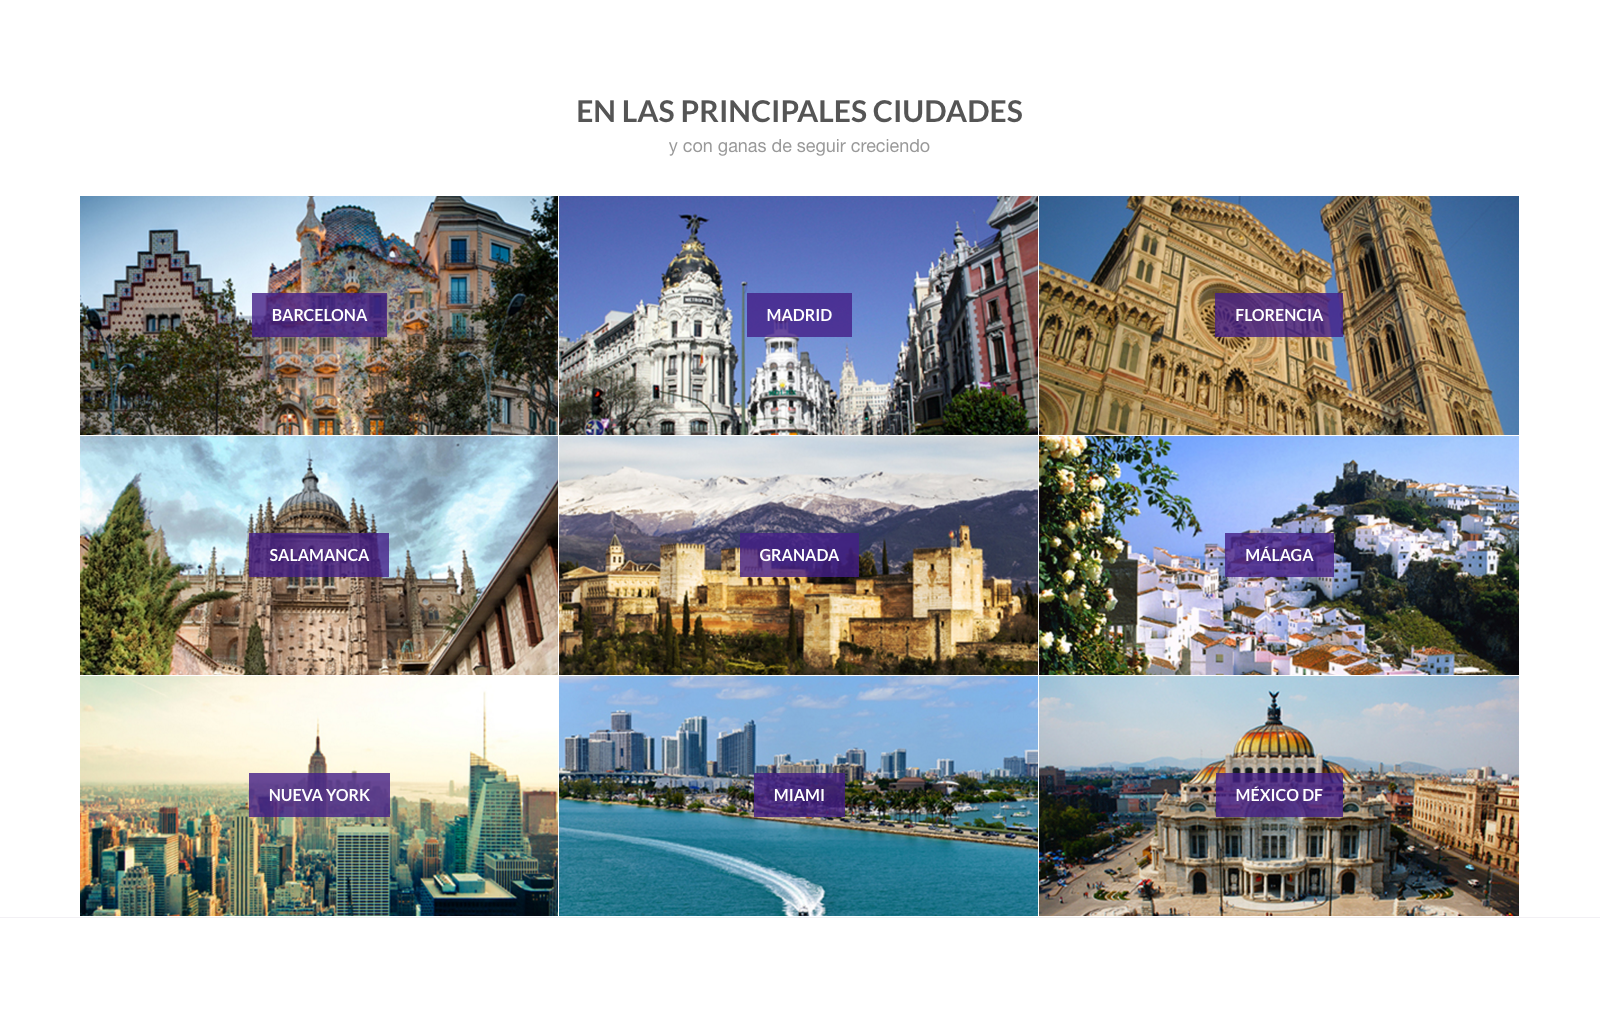 EN LAS PRINCIPALES CIUDADES
y con ganas de seguir creciendo
BARCELONA
MADRID
FLORENCIA
METROPOLIS
SALAMANCA
GRANADA
MÁLAGA
NUEVA YORK
MIAMI
MÉXICO DF